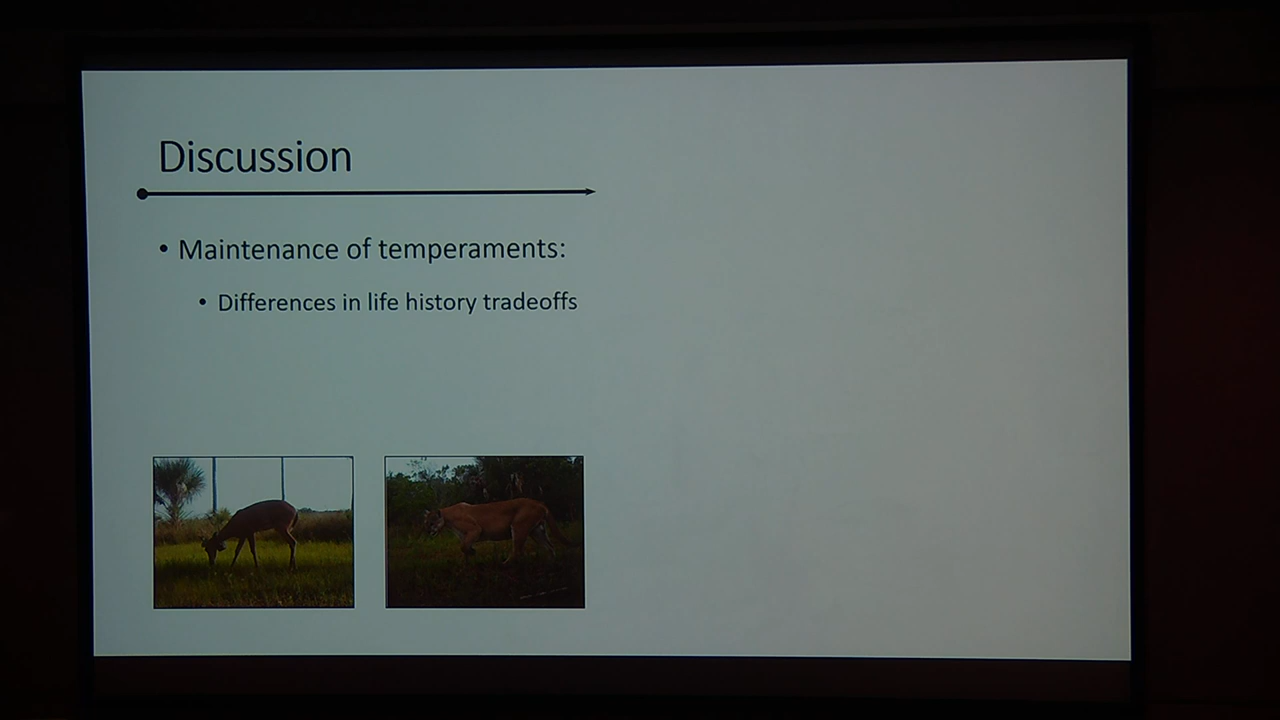 Discussion
• Maintenance of temperaments:
• Differences in life history tradeoffs